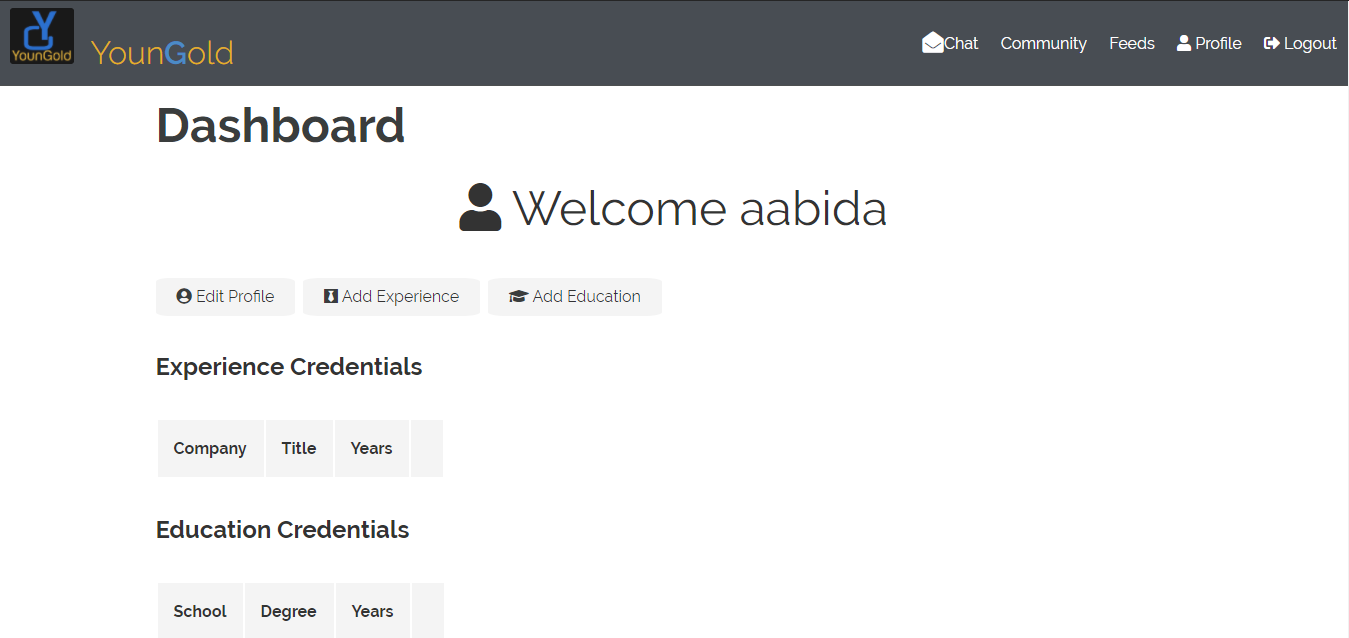 YounGold
YounGold
Chat Community Feeds Profile Logout
Dashboard
Welcome aabida
Edit Profile Add Experience Add Education
Experience Credentials
Company Title Years
Education Credentials
School Degree Years